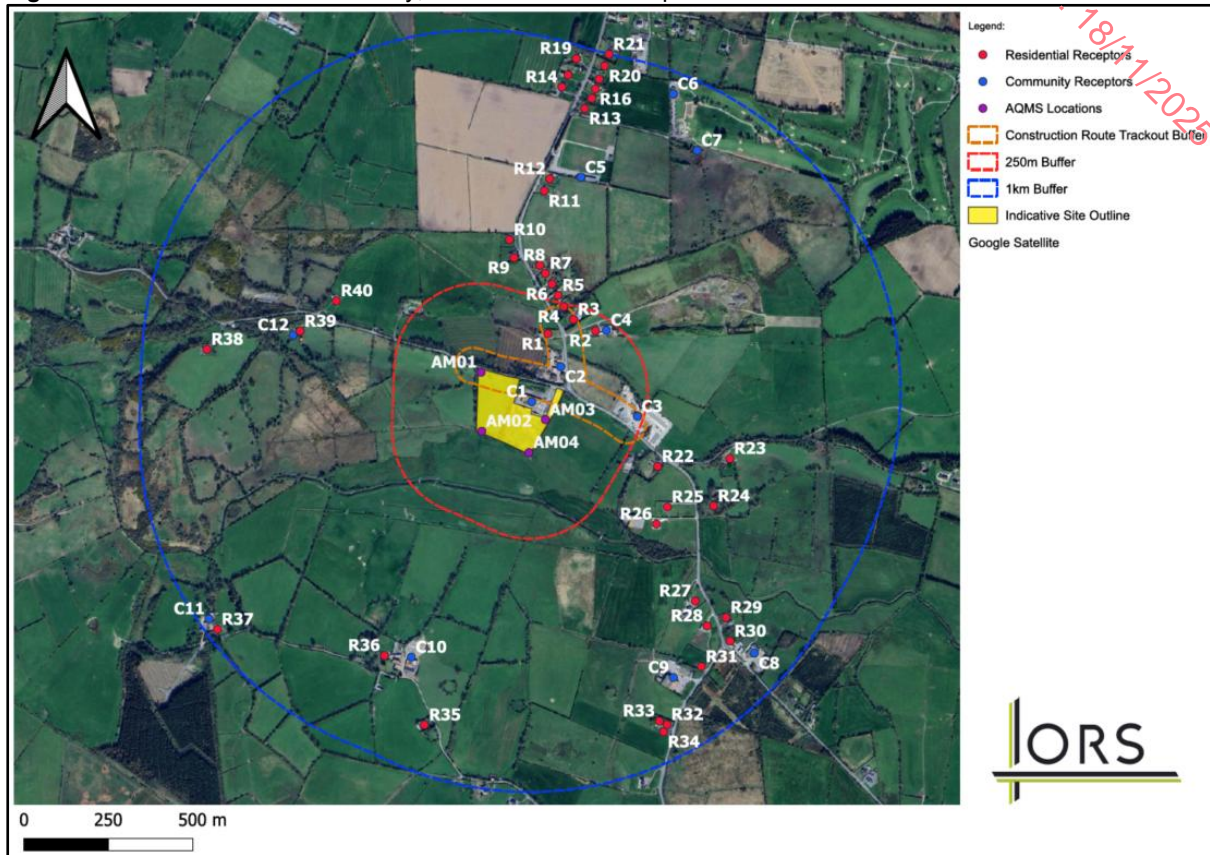 18/11/2025
Legend:
Residential Receptors
Community Receptors
AQMS Locations
Construction Route Trackout Buffer
250m Buffer
1km Buffer
Indicative Site Outline
Google Satellite
R19
R21
R14
R20
C6
R16
R13
C7
R12
C5
R11
R10
R8
R7
R9
R5
R6
R3
R40
R4
C4
C12
R39
R1
R2
R38
AM01
C2
C1
AM03
C3
AM02
AM04
R22
R23
R25
R24
R26
R27
R29
C11
R37
R28
R30
R36
C10
R31
C8
C9
R33
R32
R35
R34
ORS
0 250 500 m